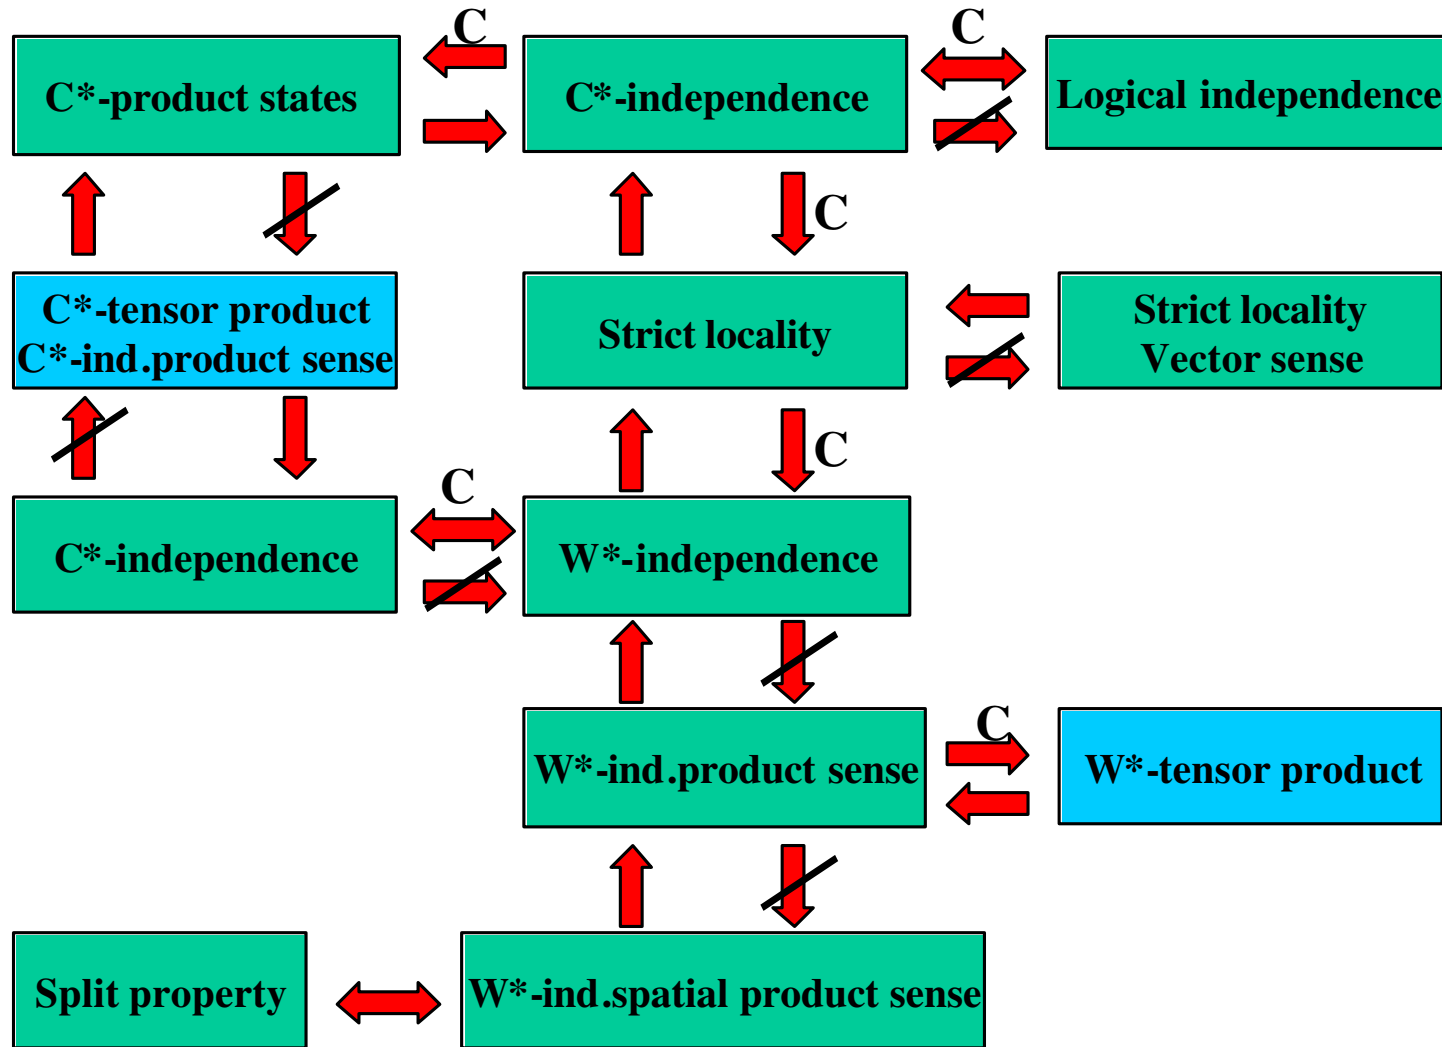 C
C
C*-product states
C*-independence
Logical independence
C
C*-tensor product
C*-ind.product sense
Strict locality
Strict locality
Vector sense
C
C
C*-independence
W*-independence
C
W*-ind.product sense
W*-tensor product
Split property
W*-ind.spatial product sense